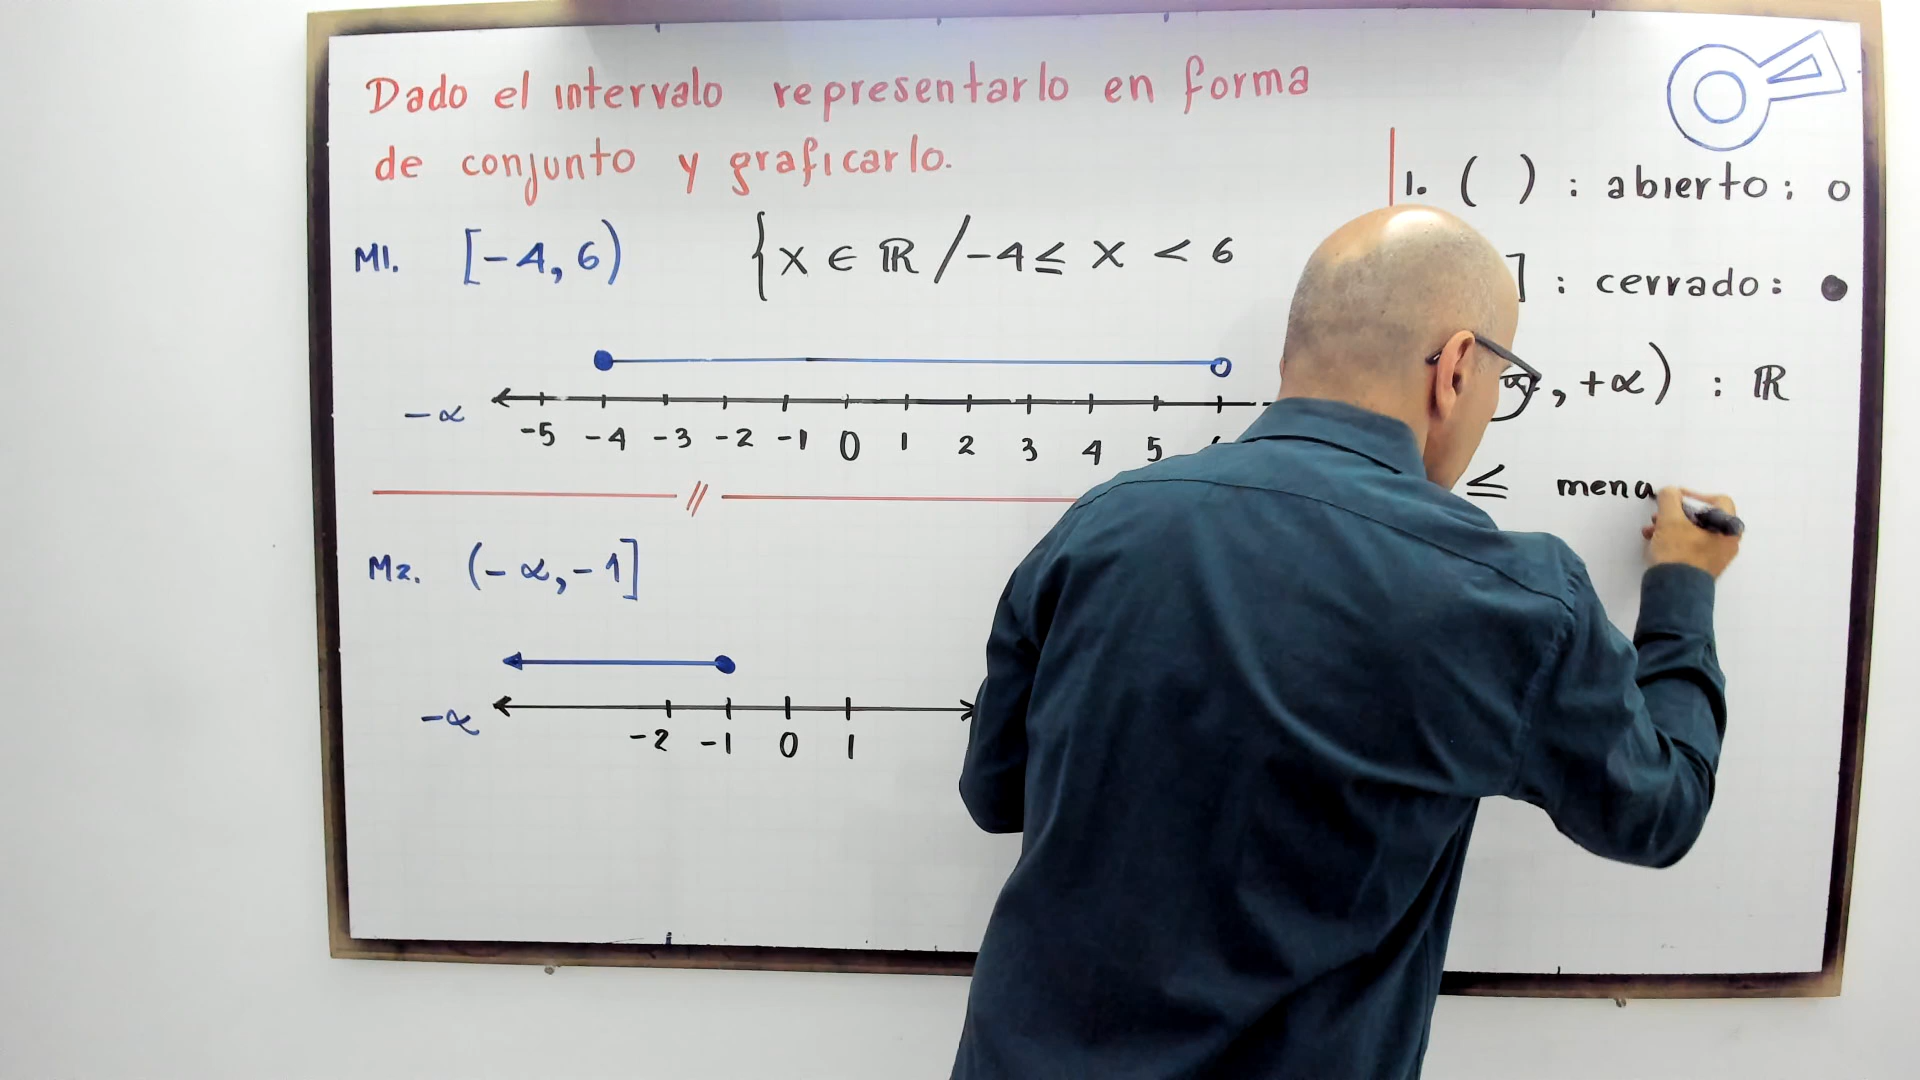 Dado el intervalo representarlo en forma
de conjunto y graficarlo.
M1. [-4, 6) {x ∈ ℝ / -4 ≤ x < 6
-α -5 -4 -3 -2 -1 0 1 2 3 4 5
M2. (-α, -1]
-α -2 -1 0 1
1. ( ) : abierto : o
] : cerrado : ●
, +α) : ℝ
≤ meno